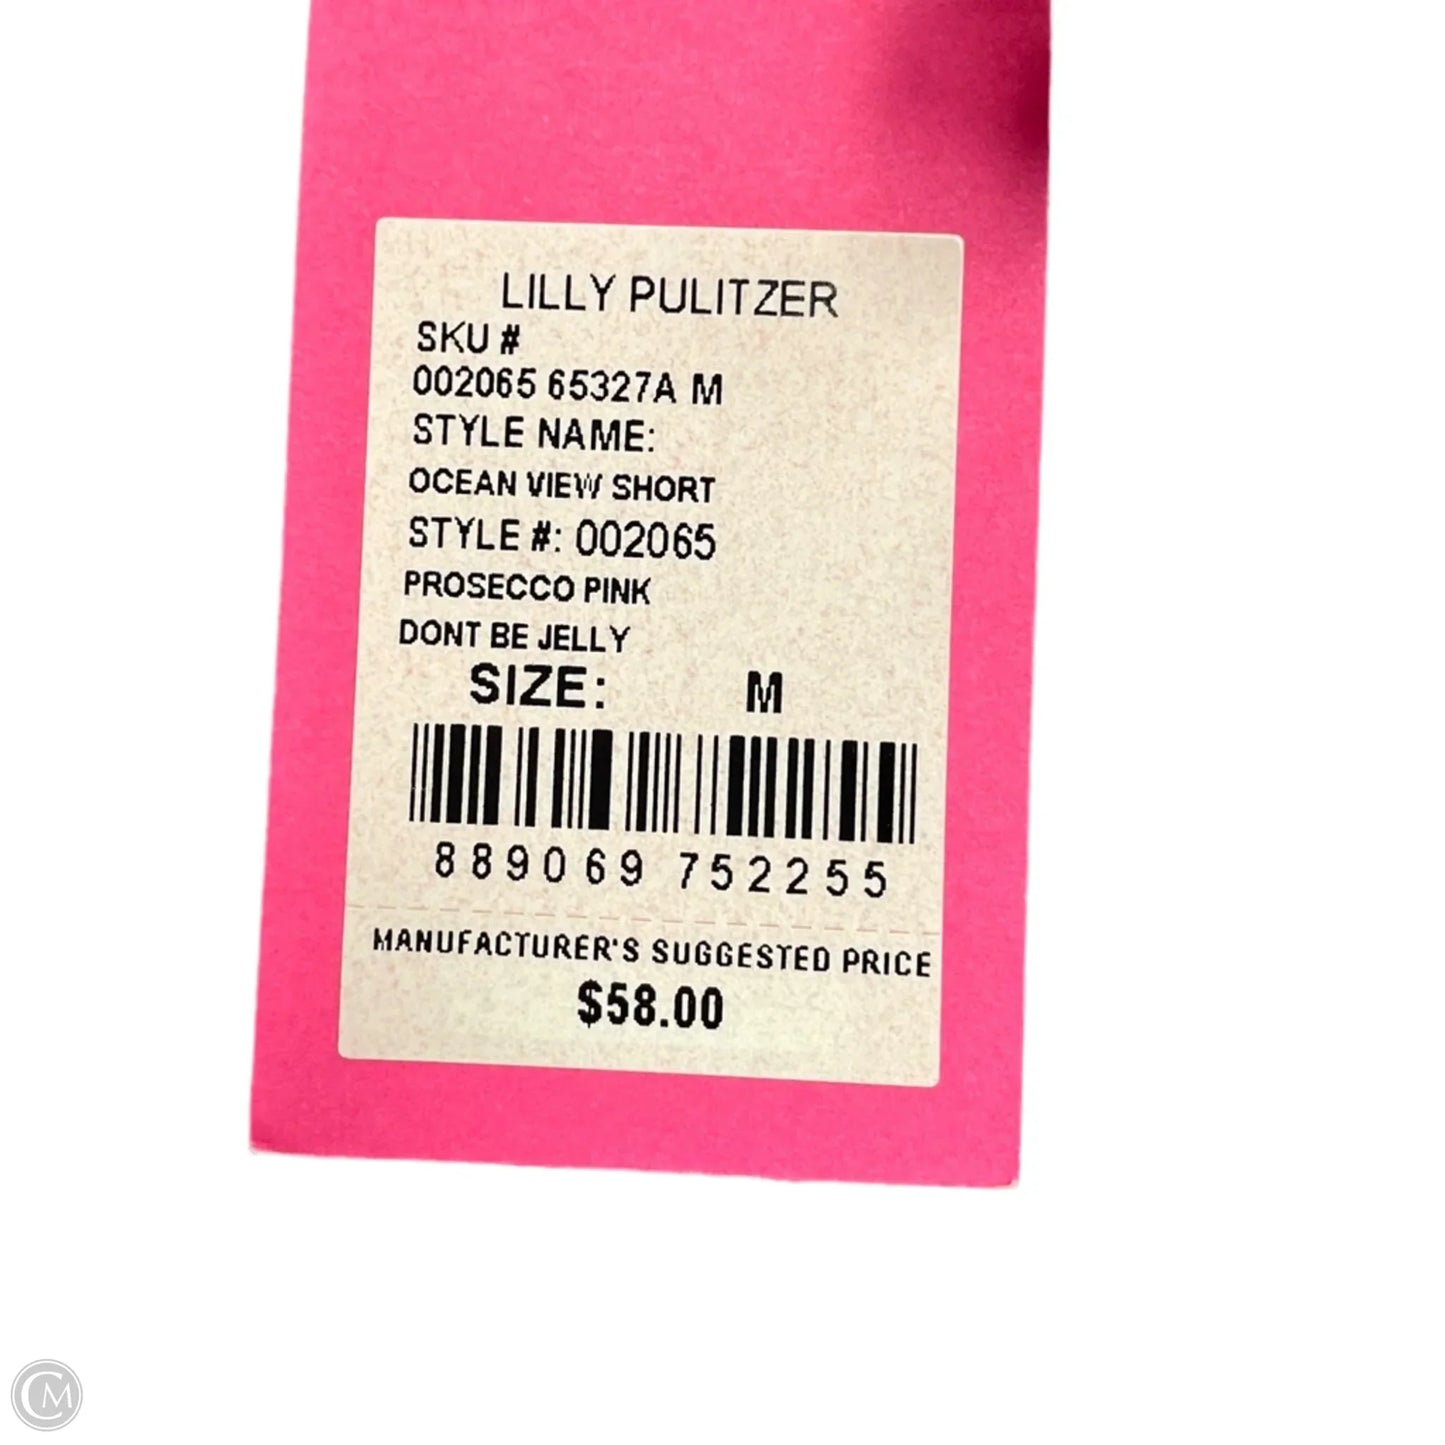 LILLY PULITZER
SKU #
002065 65327A M
STYLE NAME:
OCEAN VIEW SHORT
STYLE #: 002065
PROSECCO PINK
DONT BE JELLY
SIZE: M
889069 752255
MANUFACTURER'S SUGGESTED PRICE
$58.00
CM